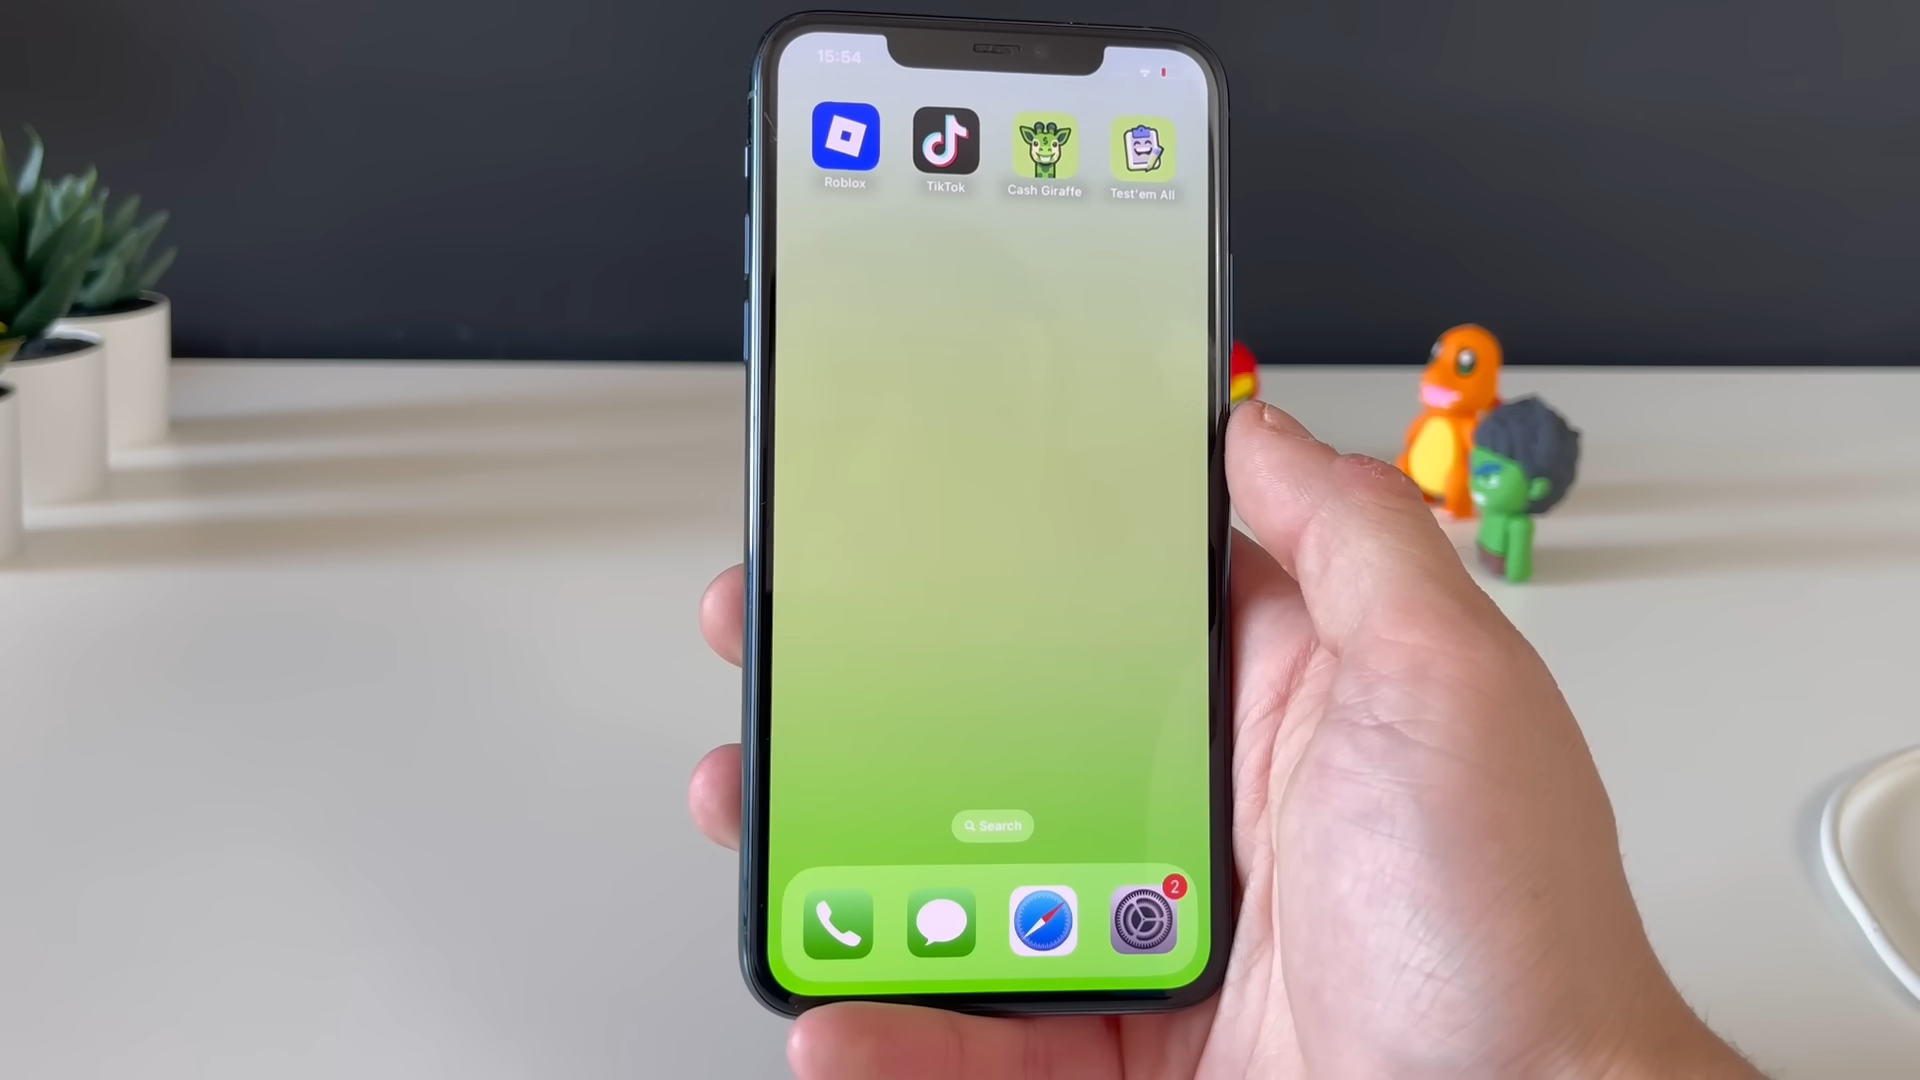 15:54
Roblox
TikTok
Cash Giraffe
Test'em All
Search
2